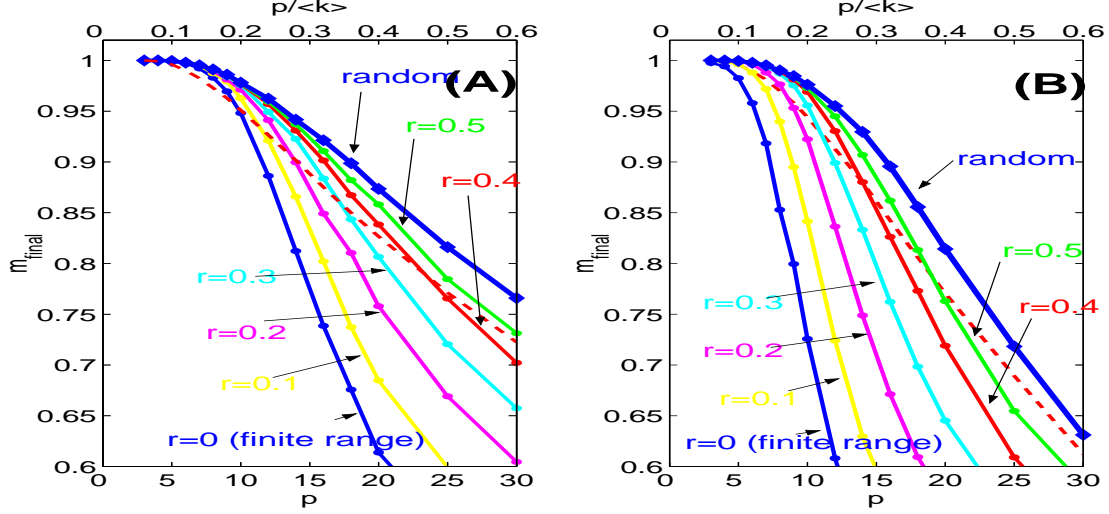 p/<k>
0 0.1 0.2 0.3 0.4 0.5 0.6
1
0.95
0.9
0.85
0.8
0.75
0.7
0.65
0.6
m_final
random
(A)
r=0.5
r=0.4
r=0.3
r=0.2
r=0.1
r=0 (finite range)
0 5 10 15 20 25 30
p
p/<k>
0 0.1 0.2 0.3 0.4 0.5 0.6
1
0.95
0.9
0.85
0.8
0.75
0.7
0.65
0.6
m_final
(B)
random
r=0.5
r=0.3
r=0.4
r=0.2
r=0.1
r=0 (finite range)
0 5 10 15 20 25 30
p